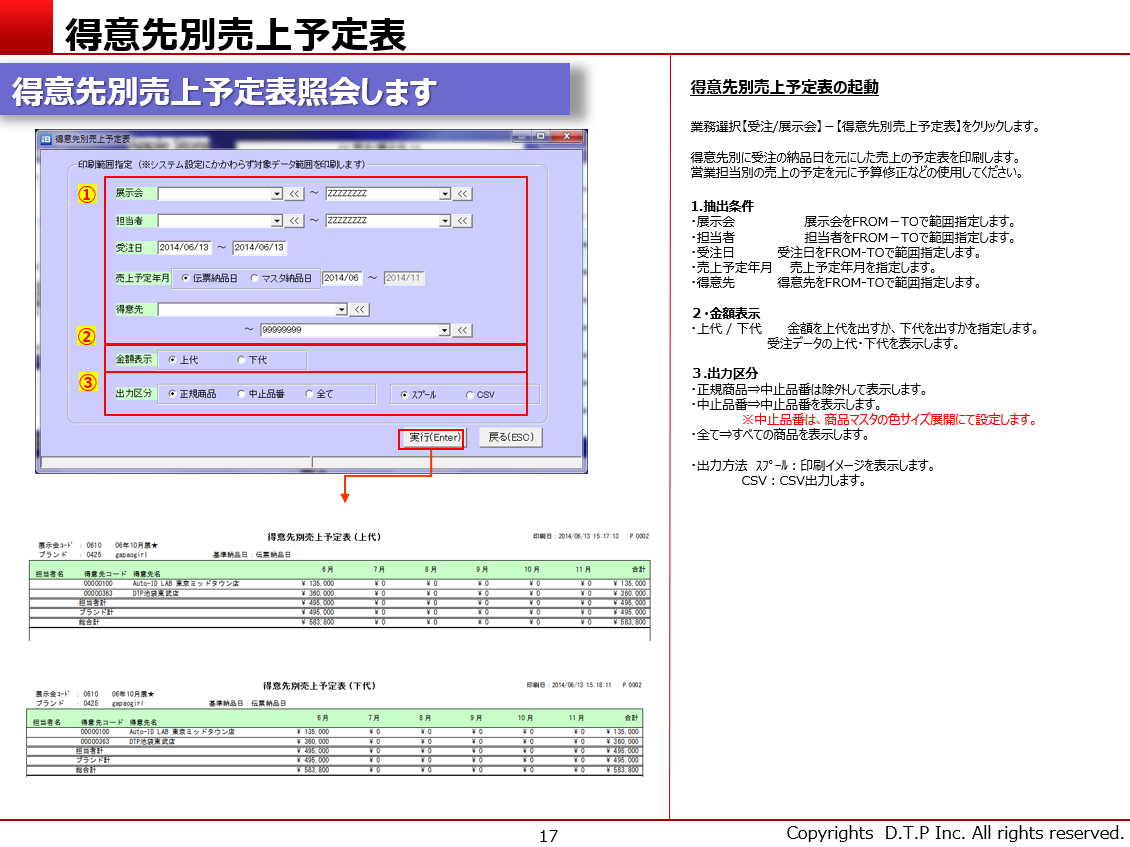 得意先別売上予定表
得意先別売上予定表照会します
得意先別売上予定表
印刷範囲指定（※システム設定にかかわらず対象データ範囲を印刷します）
①
展示会 << ～ ZZZZZZZZ <<
担当者 << ～ ZZZZZZZZ <<
受注日 2014/06/13 ～ 2014/06/13
売上予定年月 伝票納品日 マスタ納品日 2014/06 ～ 2014/11
得意先 <<
②
～ 99999999 <<
金額表示 上代 下代
③
出力区分 正規商品 中止品番 全て ｽﾌﾟｰﾙ CSV
実行(Enter) 戻る(ESC)
得意先別売上予定表（上代）
印刷日：2014/06/13 15:17:13 P.0002
展示会ｺｰﾄﾞ ： 0610 06年10月展★
ブランド ： 0425 gapaogirl 基準納品日：伝票納品日
担当者名 得意先コード 得意先名 6月 7月 8月 9月 10月 11月 合計
00000100 Auto-ID LAB 東京ミッドタウン店 ¥ 135,000 ¥ 0 ¥ 0 ¥ 0 ¥ 0 ¥ 0 ¥ 135,000
00000363 DTP池袋東武店 ¥ 360,000 ¥ 0 ¥ 0 ¥ 0 ¥ 0 ¥ 0 ¥ 360,000
担当者計 ¥ 495,000 ¥ 0 ¥ 0 ¥ 0 ¥ 0 ¥ 0 ¥ 495,000
ブランド計 ¥ 495,000 ¥ 0 ¥ 0 ¥ 0 ¥ 0 ¥ 0 ¥ 495,000
総合計 ¥ 583,800 ¥ 0 ¥ 0 ¥ 0 ¥ 0 ¥ 0 ¥ 583,800
得意先別売上予定表（下代）
印刷日：2014/06/13 15:18:11 P.0002
展示会ｺｰﾄﾞ ： 0610 06年10月展★
ブランド ： 0425 gapaogirl 基準納品日：伝票納品日
担当者名 得意先コード 得意先名 6月 7月 8月 9月 10月 11月 合計
00000100 Auto-ID LAB 東京ミッドタウン店 ¥ 135,000 ¥ 0 ¥ 0 ¥ 0 ¥ 0 ¥ 0 ¥ 135,000
00000363 DTP池袋東武店 ¥ 360,000 ¥ 0 ¥ 0 ¥ 0 ¥ 0 ¥ 0 ¥ 360,000
担当者計 ¥ 495,000 ¥ 0 ¥ 0 ¥ 0 ¥ 0 ¥ 0 ¥ 495,000
ブランド計 ¥ 495,000 ¥ 0 ¥ 0 ¥ 0 ¥ 0 ¥ 0 ¥ 495,000
総合計 ¥ 583,800 ¥ 0 ¥ 0 ¥ 0 ¥ 0 ¥ 0 ¥ 583,800
得意先別売上予定表の起動
業務選択【受注/展示会】－【得意先別売上予定表】をクリックします。
得意先別に受注の納品日を元にした売上の予定表を印刷します。
営業担当別の売上の予定を元に予算修正などの使用してください。
1.抽出条件
・展示会 展示会をFROM－TOで範囲指定します。
・担当者 担当者をFROM－TOで範囲指定します。
・受注日 受注日をFROM-TOで範囲指定します。
・売上予定年月 売上予定年月を指定します。
・得意先 得意先をFROM-TOで範囲指定します。
２・金額表示
・上代 / 下代 金額を上代を出すか、下代を出すかを指定します。
受注データの上代・下代を表示します。
３.出力区分
・正規商品⇒中止品番は除外して表示します。
・中止品番⇒中止品番を表示します。
※中止品番は、商品マスタの色サイズ展開にて設定します。
・全て⇒すべての商品を表示します。
・出力方法 ｽﾌﾟｰﾙ：印刷イメージを表示します。
CSV：CSV出力します。
17
Copyrights D.T.P Inc. All rights reserved.